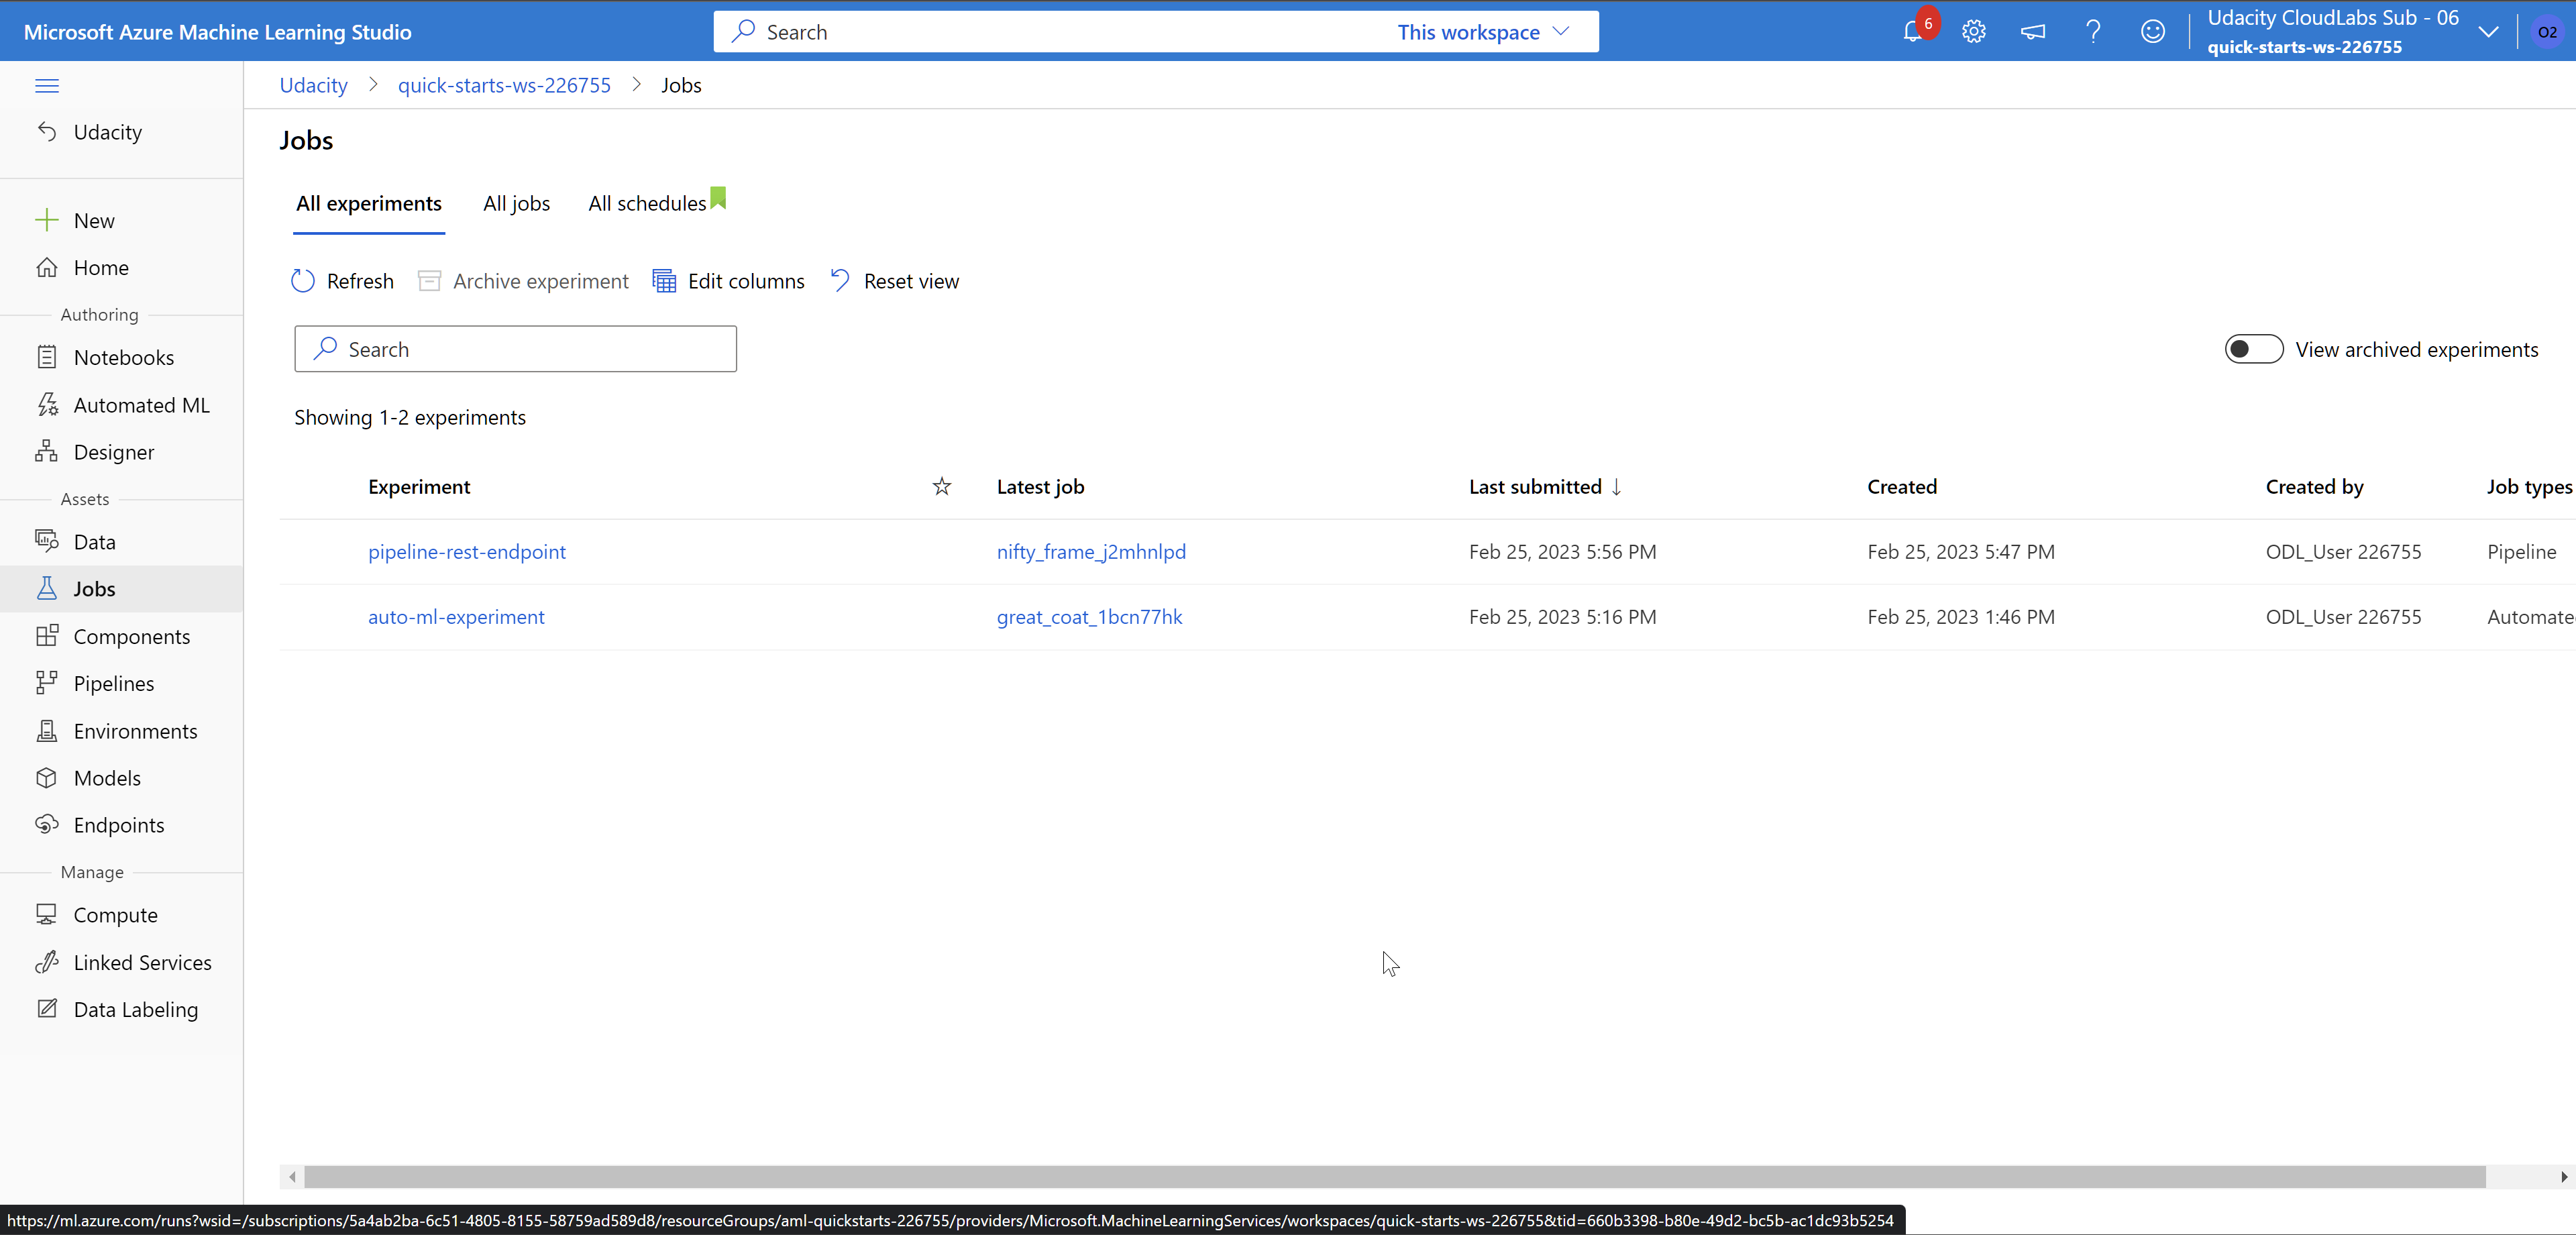 Microsoft Azure Machine Learning Studio
Search
This workspace
6
Udacity CloudLabs Sub - 06
quick-starts-ws-226755
O2
Udacity > quick-starts-ws-226755 > Jobs
Udacity
New
Home
Authoring
Notebooks
Automated ML
Designer
Assets
Data
Jobs
Components
Pipelines
Environments
Models
Endpoints
Manage
Compute
Linked Services
Data Labeling
Jobs
All experiments All jobs All schedules
Refresh Archive experiment Edit columns Reset view
Search
View archived experiments
Showing 1-2 experiments
Experiment Latest job Last submitted ↓ Created Created by Job types
pipeline-rest-endpoint nifty_frame_j2mhnlpd Feb 25, 2023 5:56 PM Feb 25, 2023 5:47 PM ODL_User 226755 Pipeline
auto-ml-experiment great_coat_1bcn77hk Feb 25, 2023 5:16 PM Feb 25, 2023 1:46 PM ODL_User 226755 Automate
https://ml.azure.com/runs?wsid=/subscriptions/5a4ab2ba-6c51-4805-8155-58759ad589d8/resourceGroups/aml-quickstarts-226755/providers/Microsoft.MachineLearningServices/workspaces/quick-starts-ws-226755&tid=660b3398-b80e-49d2-bc5b-ac1dc93b5254